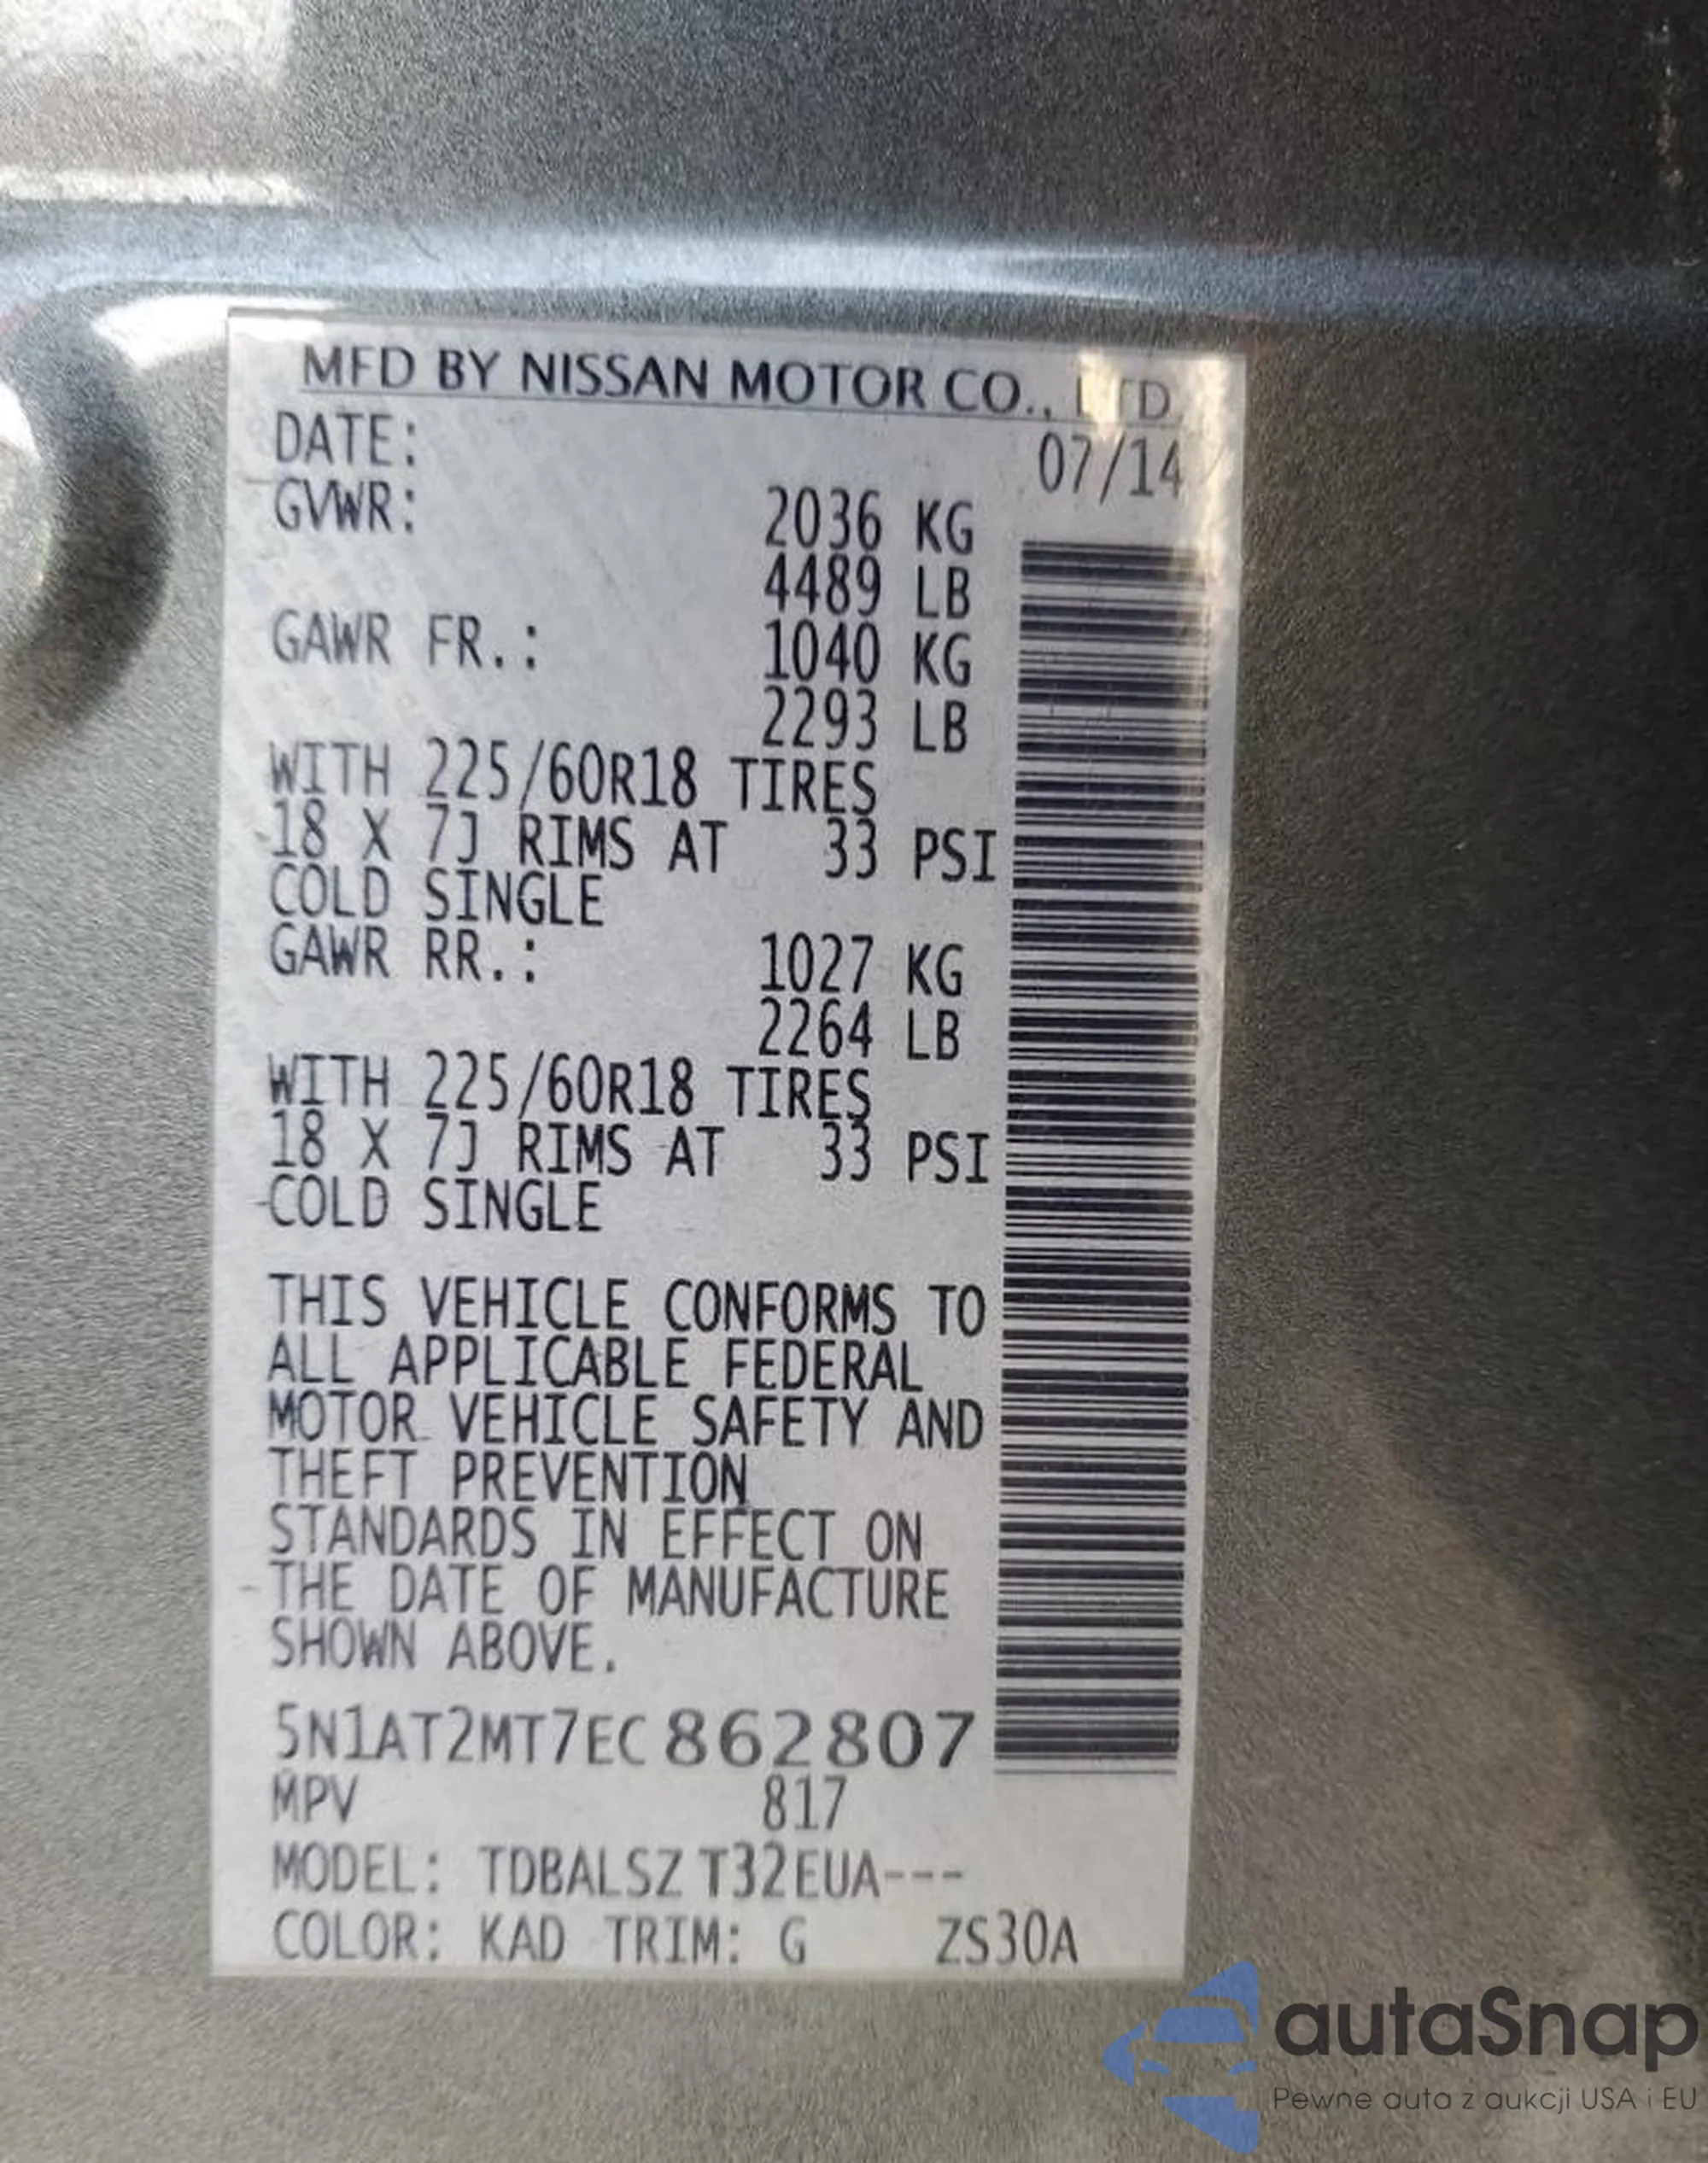 MFD BY NISSAN MOTOR CO., LTD.
DATE: 07/14
GVWR: 2036 KG
4489 LB
GAWR FR.: 1040 KG
2293 LB
WITH 225/60R18 TIRES
18 X 7J RIMS AT 33 PSI
COLD SINGLE
GAWR RR.: 1027 KG
2264 LB
WITH 225/60R18 TIRES
18 X 7J RIMS AT 33 PSI
COLD SINGLE
THIS VEHICLE CONFORMS TO
ALL APPLICABLE FEDERAL
MOTOR VEHICLE SAFETY AND
THEFT PREVENTION
STANDARDS IN EFFECT ON
THE DATE OF MANUFACTURE
SHOWN ABOVE.
5N1AT2MT7EC862807
MPV 817
MODEL: TDBALSZ T32EUA---
COLOR: KAD TRIM: G ZS30A
autaSnap
Pewne auta z aukcji USA i EU